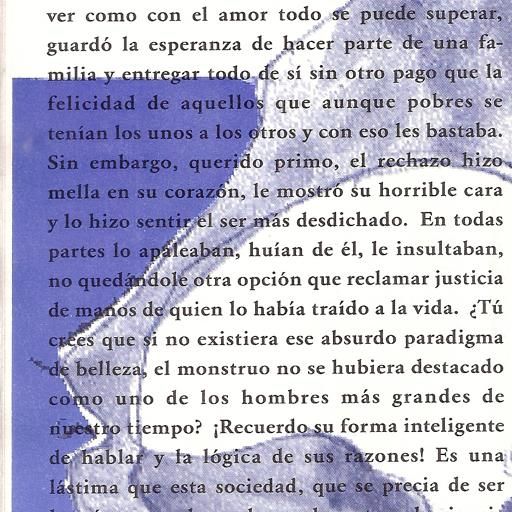 ver como con el amor todo se puede superar,
guardó la esperanza de hacer parte de una fa-
milia y entregar todo de sí sin otro pago que la
felicidad de aquellos que aunque pobres se
tenían los unos a los otros y con eso les bastaba.
Sin embargo, querido primo, el rechazo hizo
mella en su corazón, le mostró su horrible cara
y lo hizo sentir el ser más desdichado. En todas
partes lo apaleaban, huían de él, le insultaban,
no quedándole otra opción que reclamar justicia
de manos de quien lo había traído a la vida. ¿Tú
crees que si no existiera ese absurdo paradigma
de belleza, el monstruo no se hubiera destacado
como uno de los hombres más grandes de
nuestro tiempo? ¡Recuerdo su forma inteligente
de hablar y la lógica de sus razones! Es una
lástima que esta sociedad, que se precia de ser